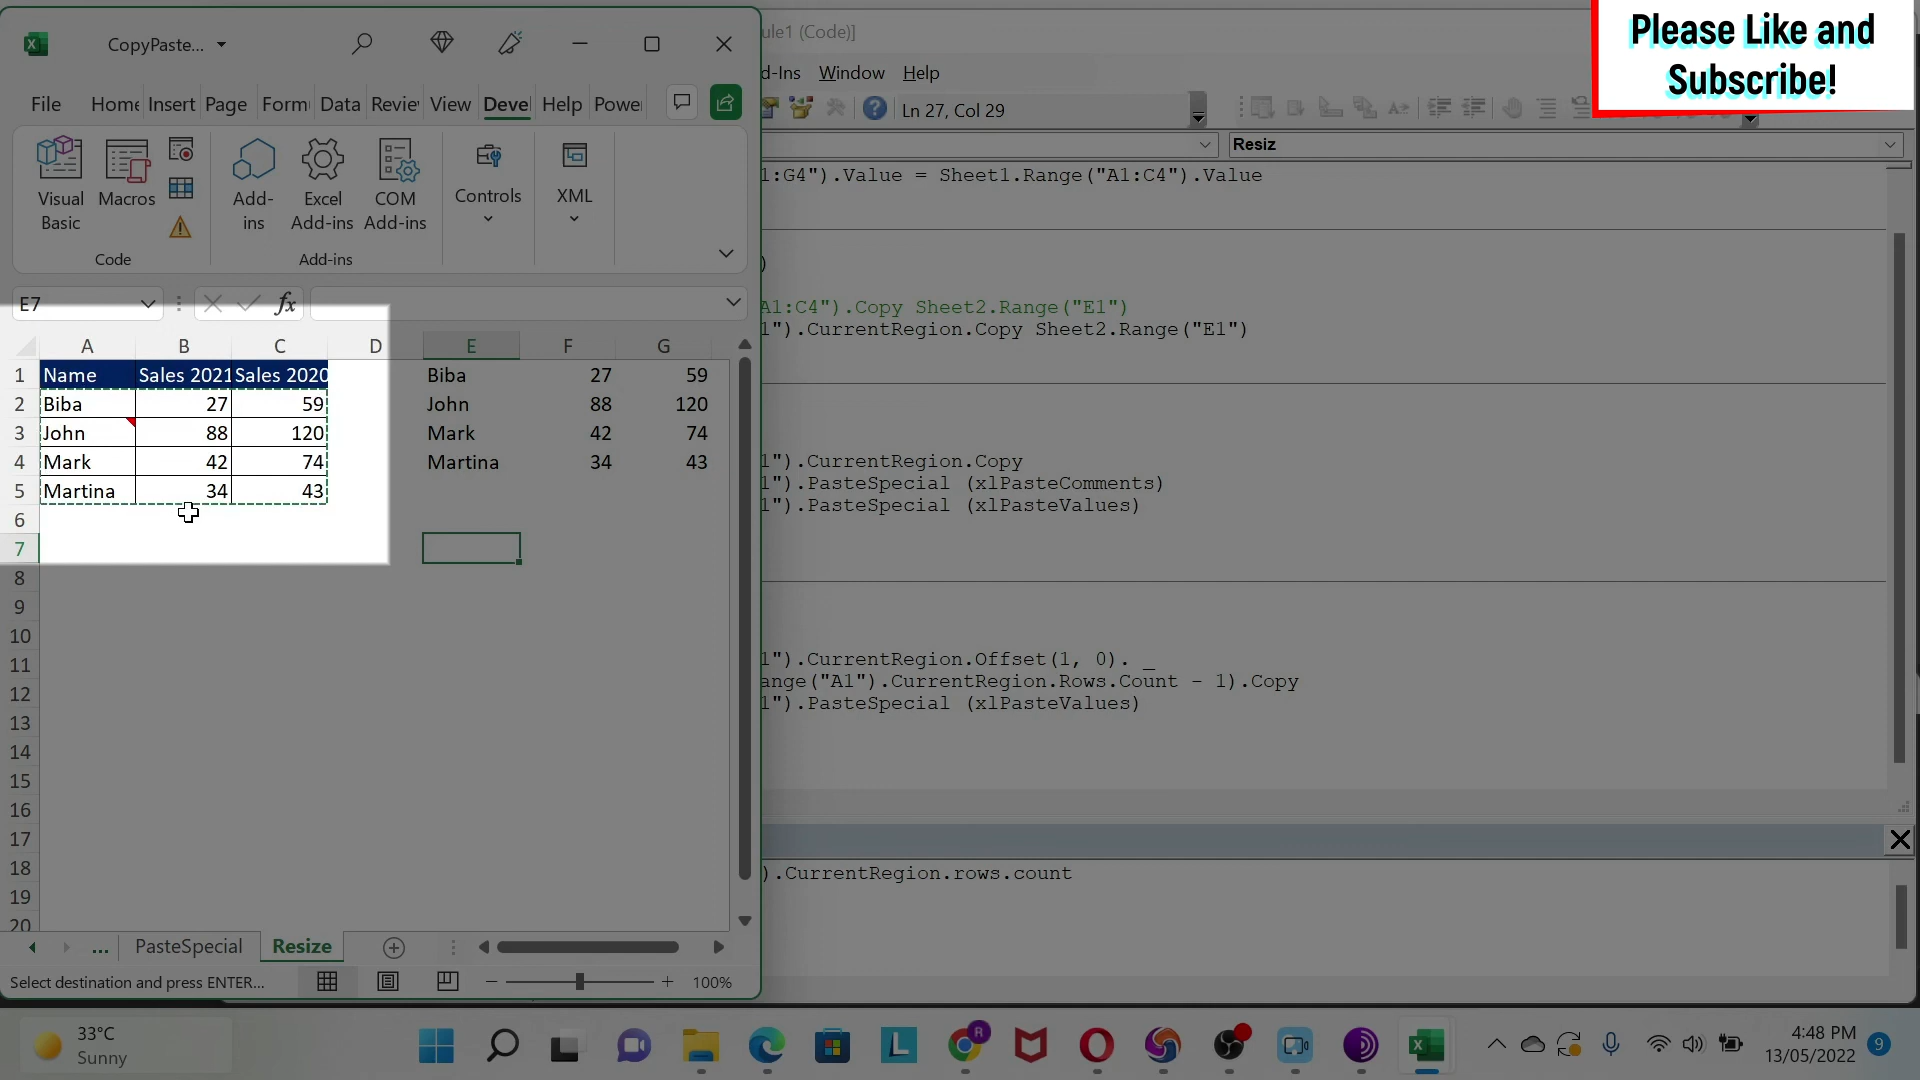 Please Like and
Subscribe!
CopyPaste...
ule1 (Code)]
d-Ins Window Help
File Home Insert Page Form Data Revie View Deve Help Powe
Ln 27, Col 29
Visual
Basic
Macros
Add-
ins
Excel
Add-ins
COM
Add-ins
Controls
XML
Code
Add-ins
Resiz
1:G4").Value = Sheet1.Range("A1:C4").Value
)
A1:C4").Copy Sheet2.Range("E1")
1").CurrentRegion.Copy Sheet2.Range("E1")
1").CurrentRegion.Copy
1").PasteSpecial (xlPasteComments)
1").PasteSpecial (xlPasteValues)
1").CurrentRegion.Offset(1, 0). _
ange("A1").CurrentRegion.Rows.Count - 1).Copy
1").PasteSpecial (xlPasteValues)
).CurrentRegion.rows.count
E7 fx
A B C D E F G
1 Name Sales 2021 Sales 2020 Biba 27 59
2 Biba 27 59 John 88 120
3 John 88 120 Mark 42 74
4 Mark 42 74 Martina 34 43
5 Martina 34 43
6
7
8
9
10
11
12
13
14
15
16
17
18
19
20
... PasteSpecial Resize
Select destination and press ENTER... 100%
33°C
Sunny
L
R
4:48 PM
13/05/2022
9